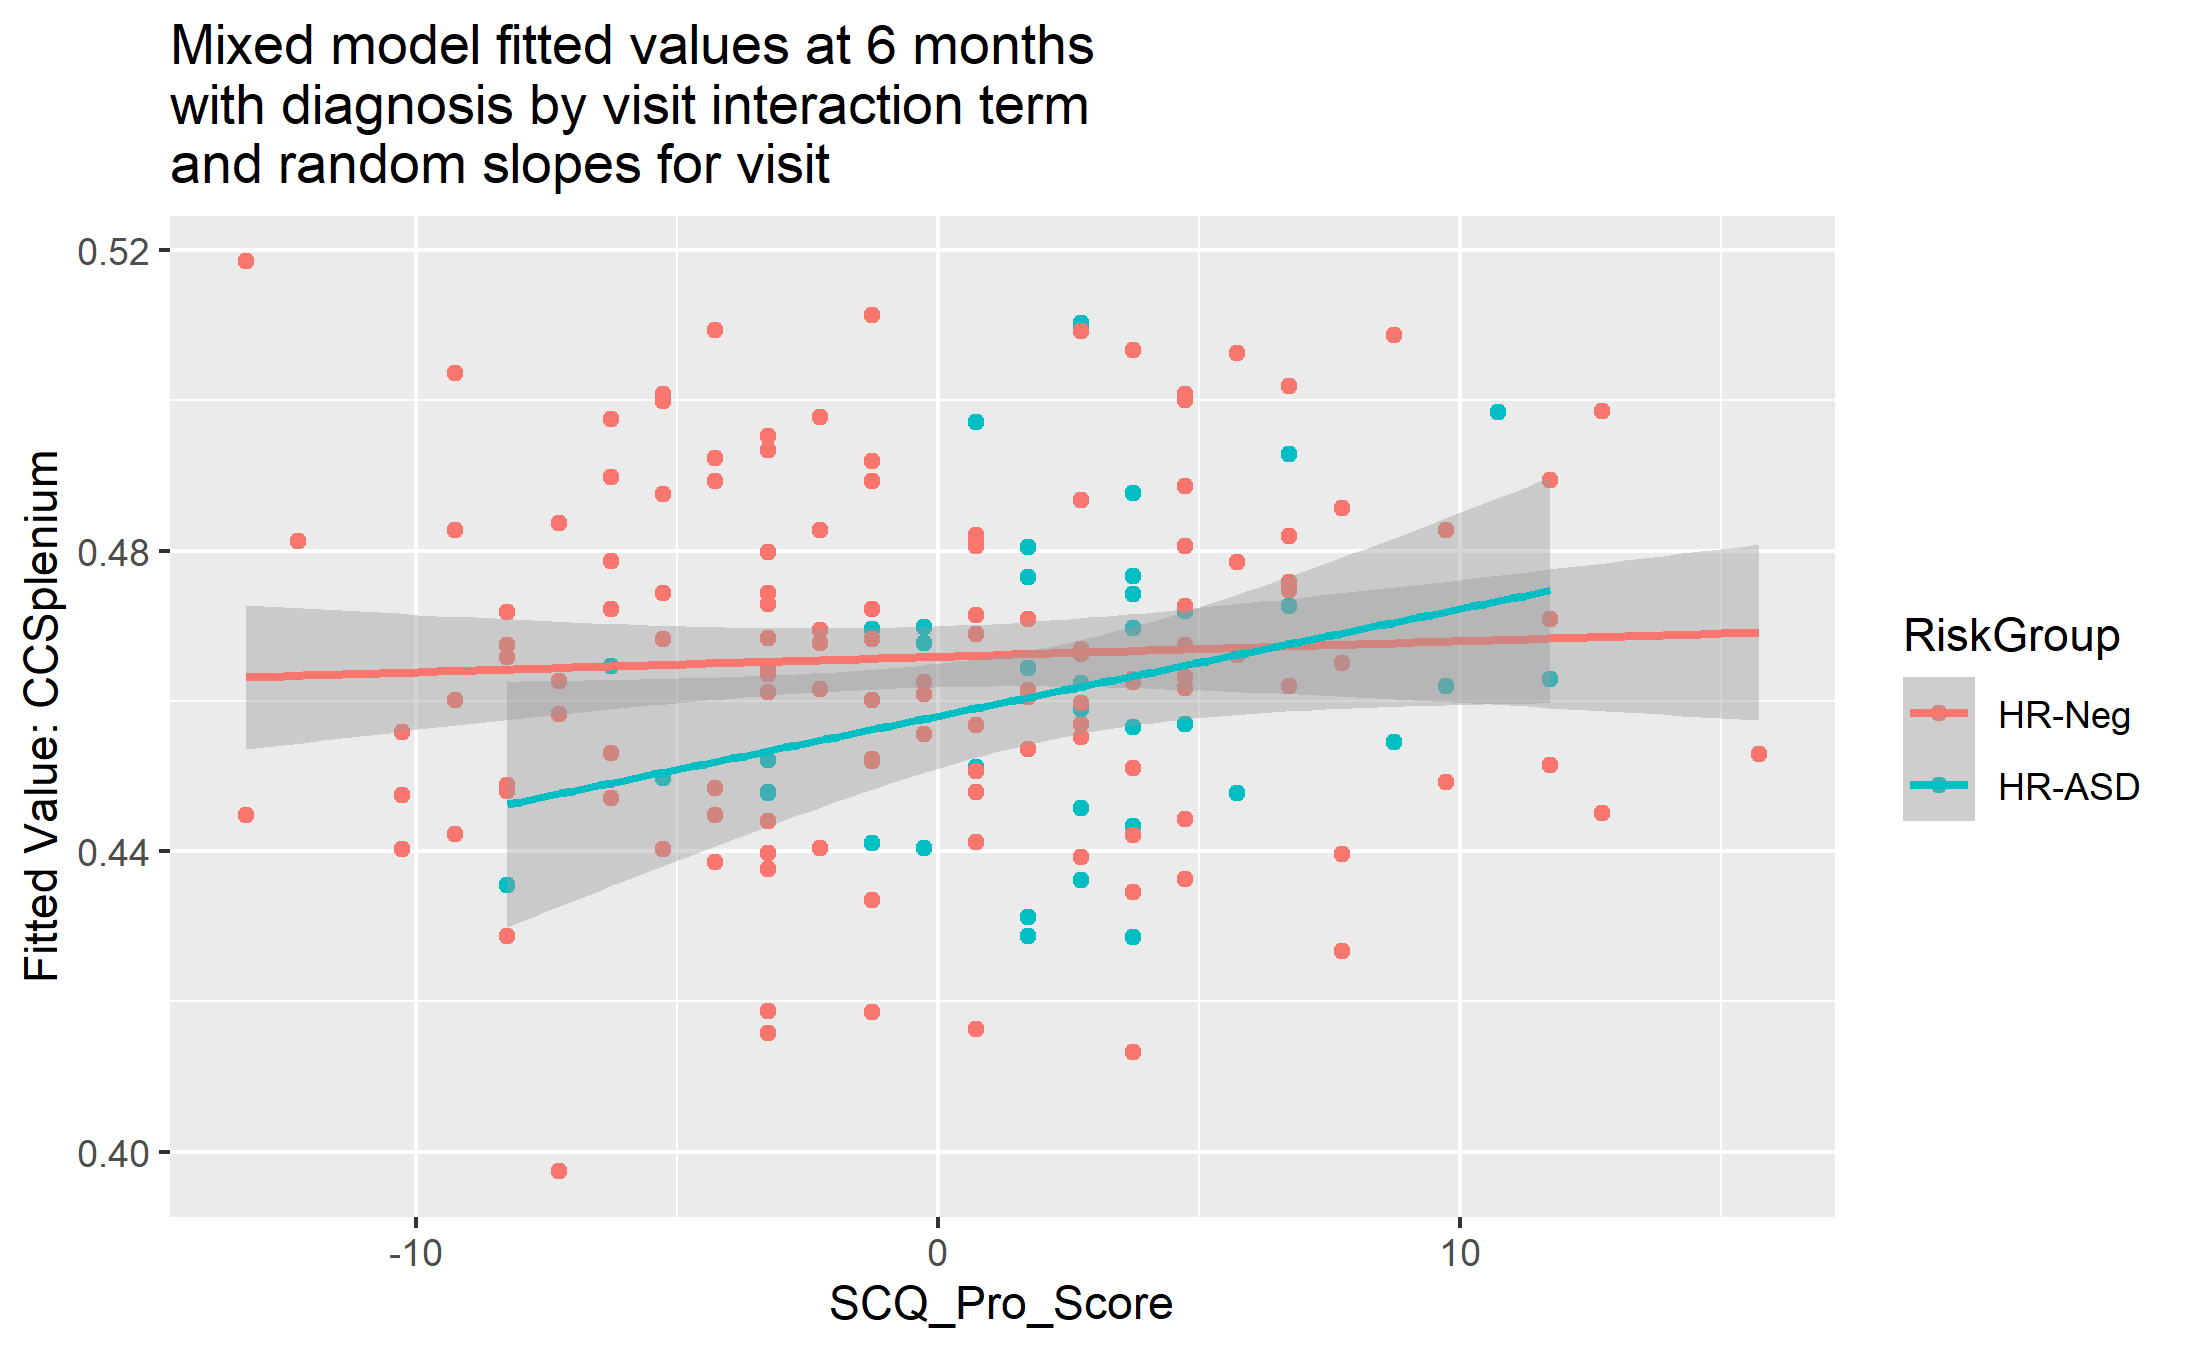 Mixed model fitted values at 6 months
with diagnosis by visit interaction term
and random slopes for visit
0.52
0.48
0.44
0.40
Fitted Value: CCSplenium
-10
0
10
SCQ_Pro_Score
RiskGroup
HR-Neg
HR-ASD